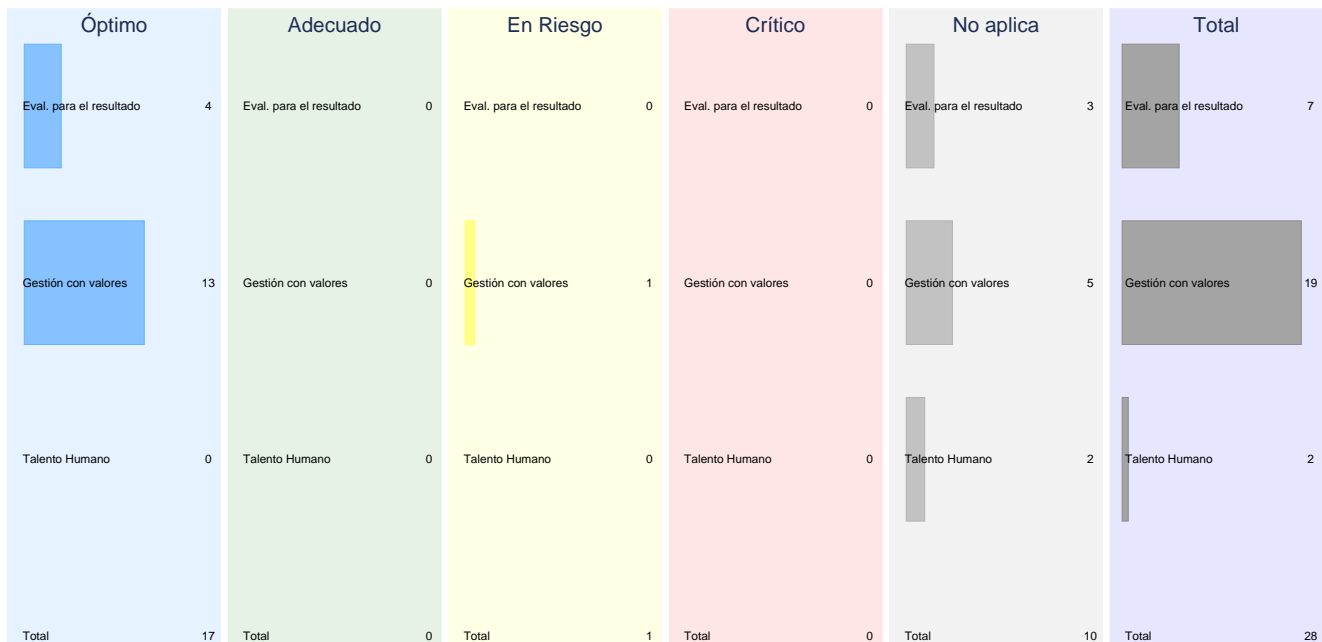 Óptimo Adecuado En Riesgo Crítico No aplica Total
Eval. para el resultado 4 Eval. para el resultado 0 Eval. para el resultado 0 Eval. para el resultado 0 Eval. para el resultado 3 Eval. para el resultado 7
Gestión con valores 13 Gestión con valores 0 Gestión con valores 1 Gestión con valores 0 Gestión con valores 5 Gestión con valores 19
Talento Humano 0 Talento Humano 0 Talento Humano 0 Talento Humano 0 Talento Humano 2 Talento Humano 2
Total 17 Total 0 Total 1 Total 0 Total 10 Total 28